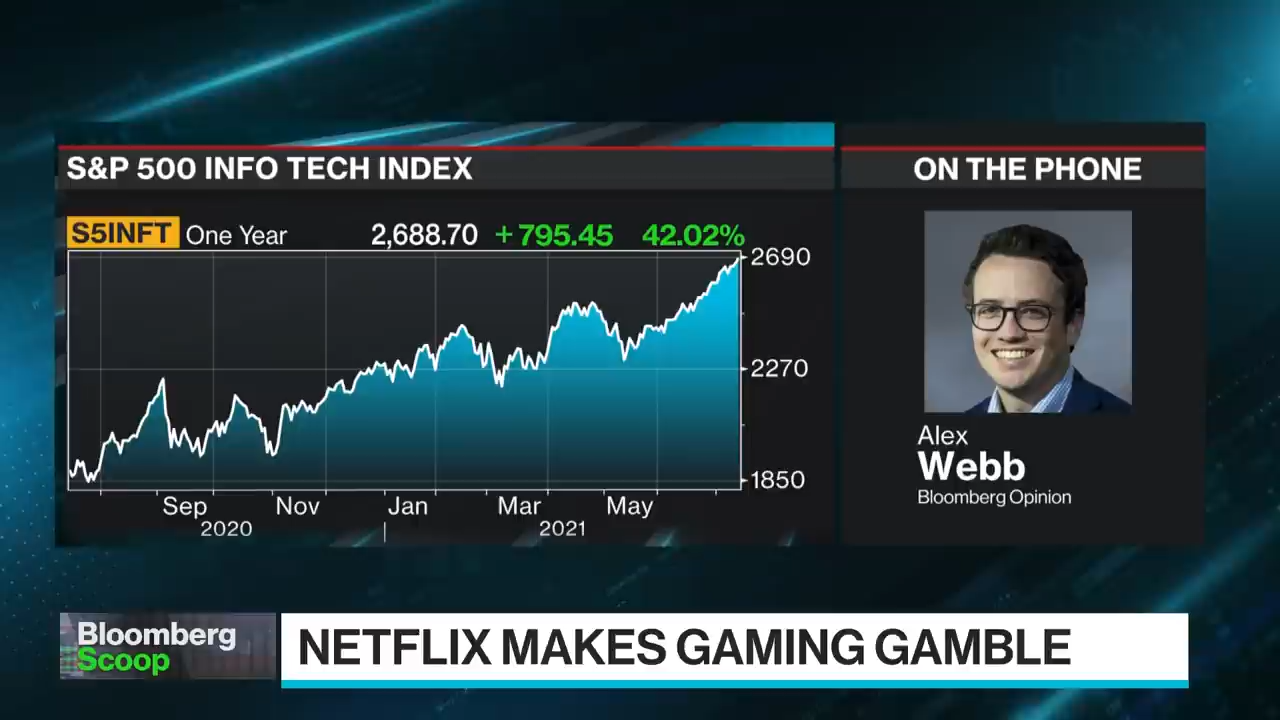 S&P 500 INFO TECH INDEX
S5INFT One Year 2,688.70 +795.45 42.02%
2690
2270
1850
Sep Nov Jan Mar May
2020 2021
ON THE PHONE
Alex
Webb
Bloomberg Opinion
Bloomberg
Scoop
NETFLIX MAKES GAMING GAMBLE